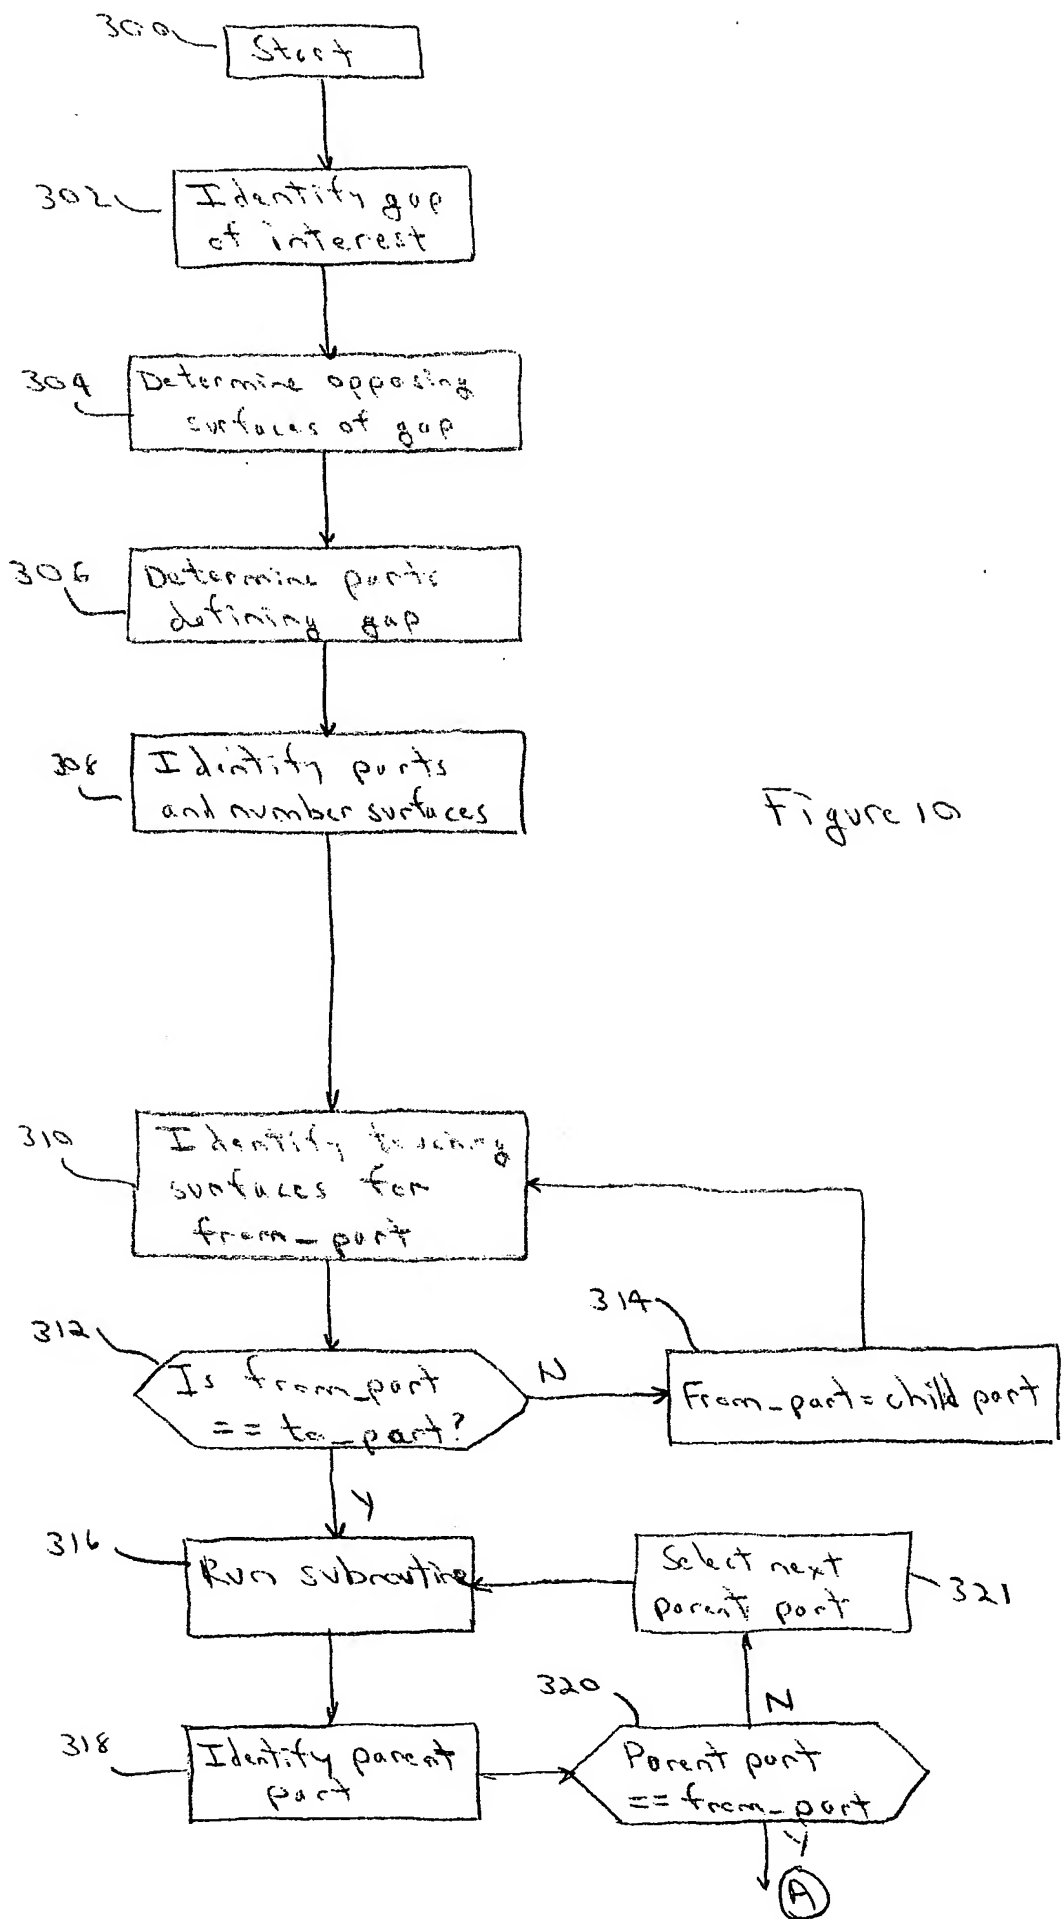 300
Start
302
Identify gap
of interest
304
Determine opposing
surfaces of gap
306
Determine parts
defining gap
308
Identify parts
and number surfaces
Figure 10
310
Identify touching
surfaces for
from_part
312
Is from_part
== to_part?
N
314
From_part = child part
Y
316
Run subroutine
Select next
parent part
321
318
Identify parent
part
320
N
Parent part
== from_part
Y
A